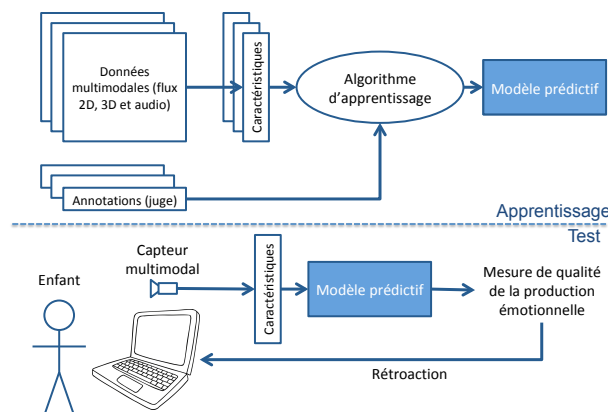 Données
multimodales (flux
2D, 3D et audio)
Caractéristiques
Algorithme
d'apprentissage
Modèle prédictif
Annotations (juge)
Apprentissage
Test
Enfant
Capteur
multimodal
Caractéristiques
Modèle prédictif
Mesure de qualité
de la production
émotionnelle
Rétroaction